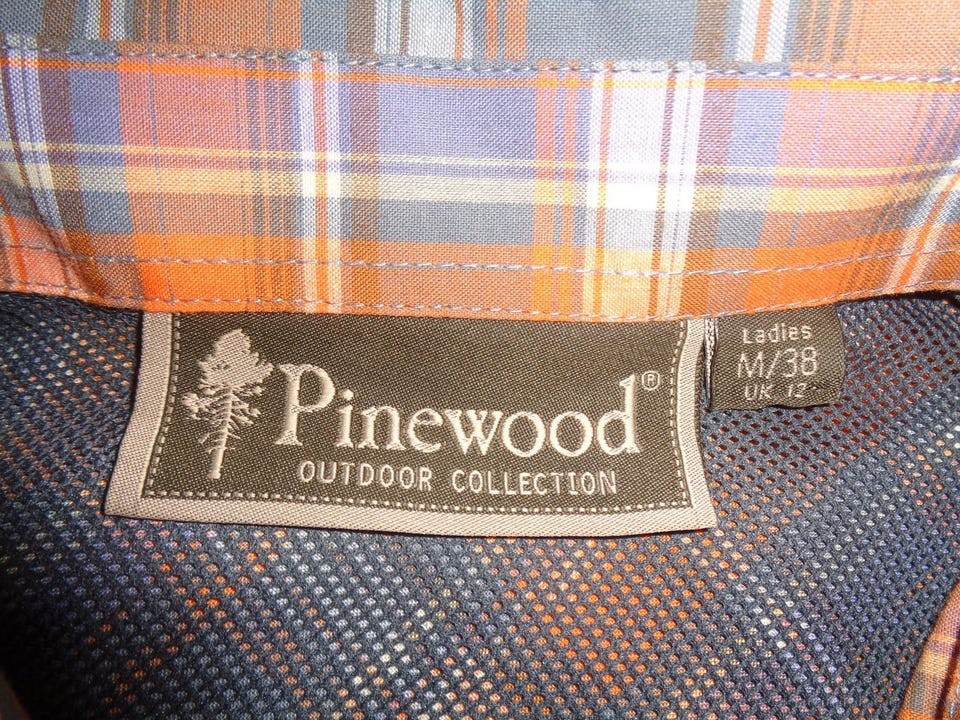 Pinewood®
OUTDOOR COLLECTION
Ladies
M/38
UK 12